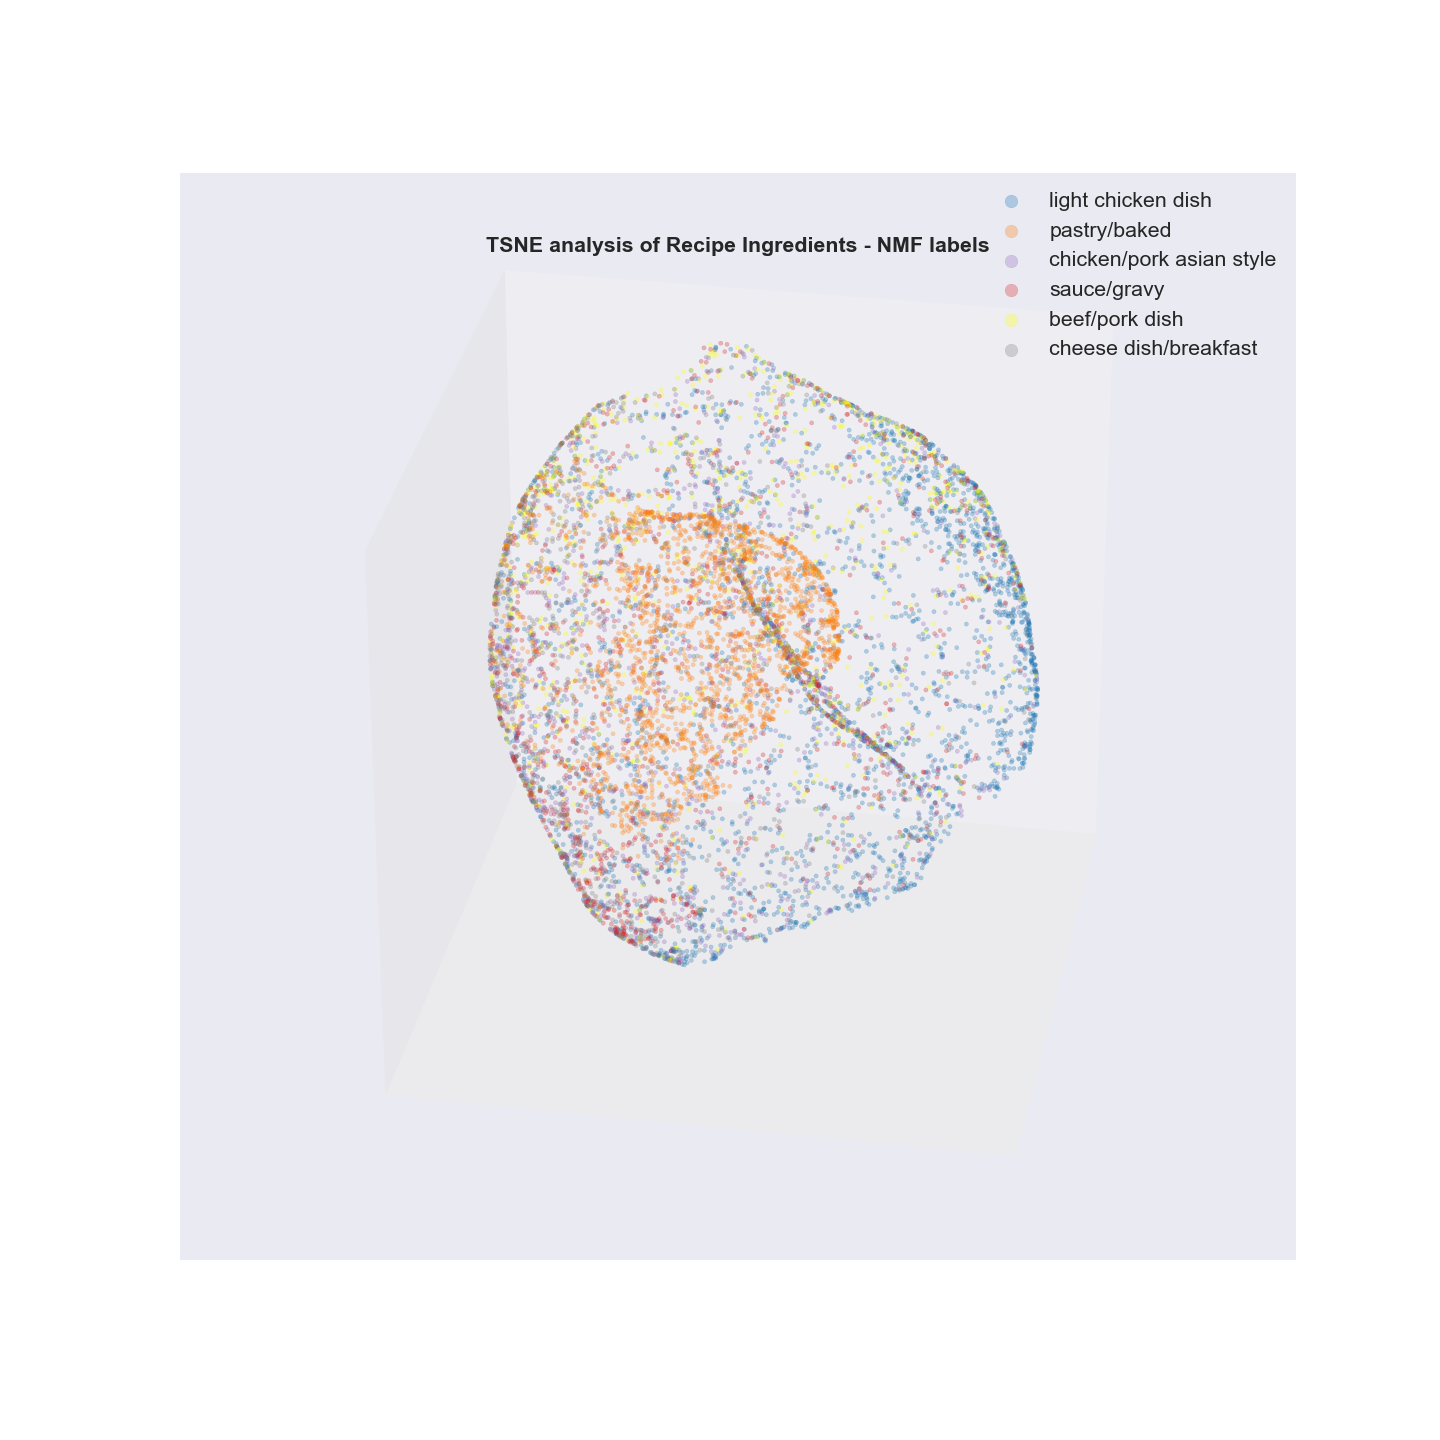 TSNE analysis of Recipe Ingredients - NMF labels
light chicken dish
pastry/baked
chicken/pork asian style
sauce/gravy
beef/pork dish
cheese dish/breakfast